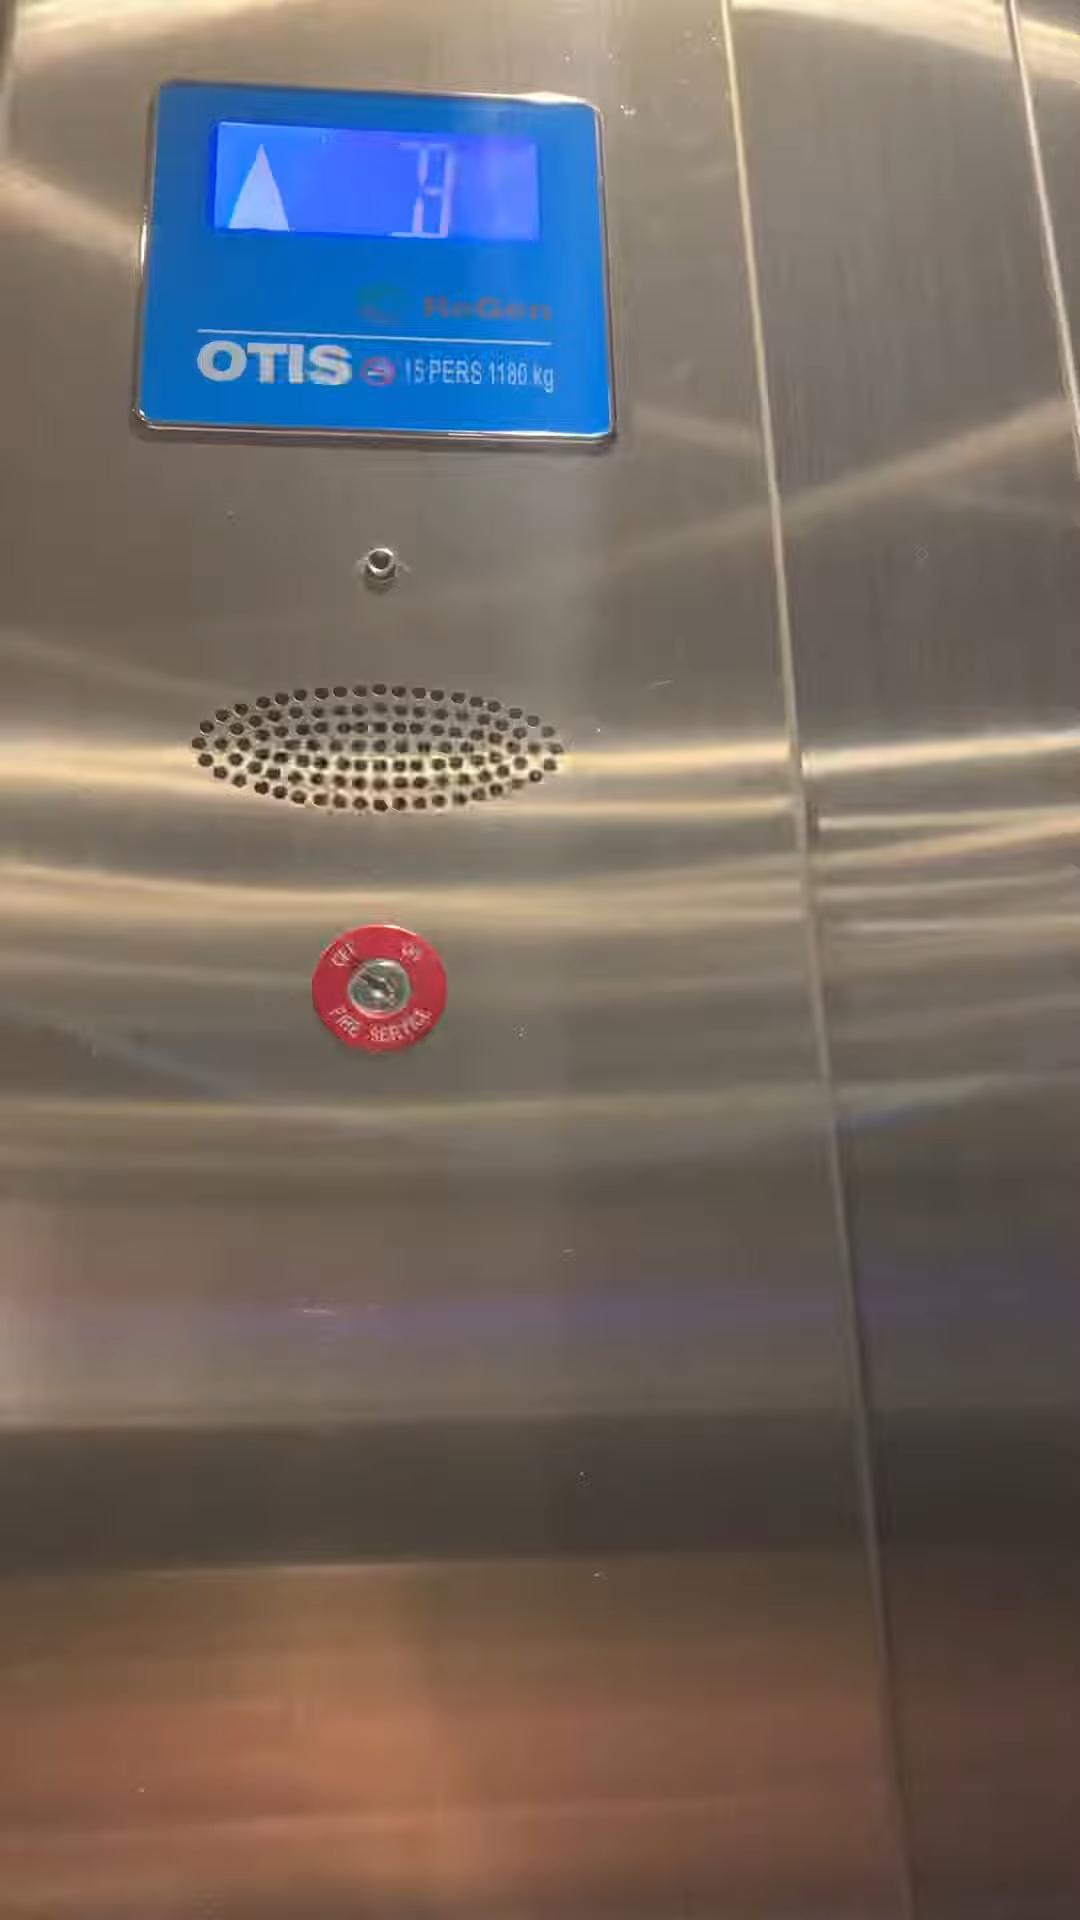 ReGen
OTIS 15 PERS 1180 kg
OFF ON
FIRE SERVICE